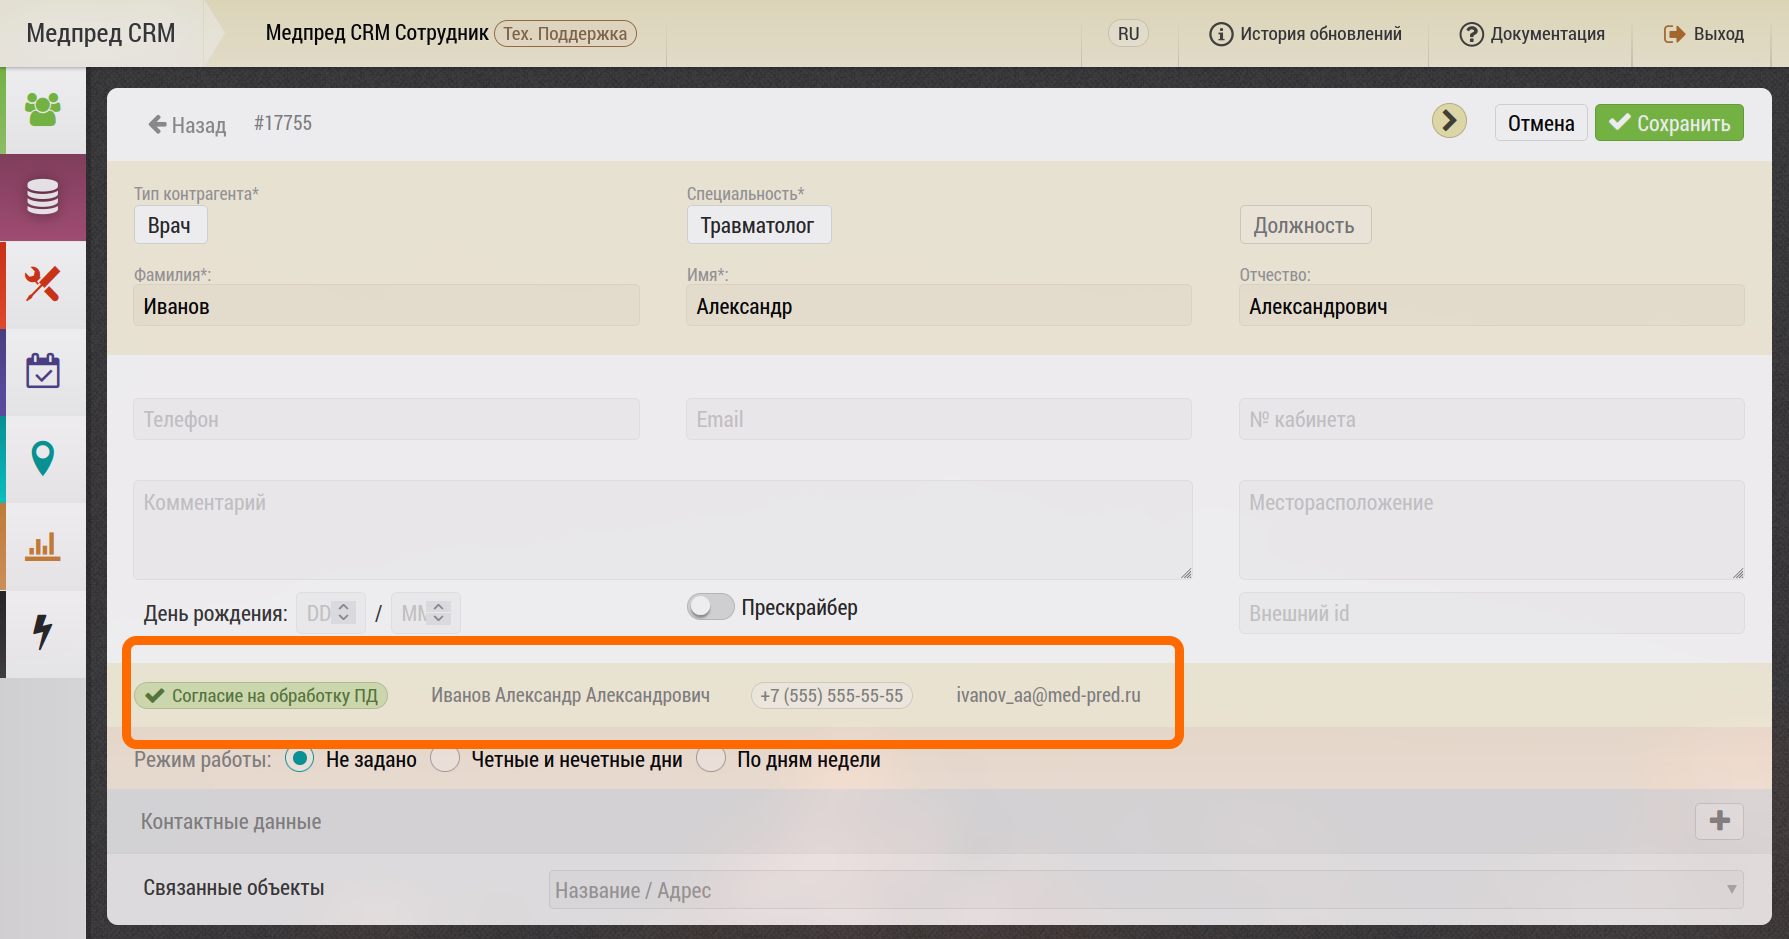 Медпред CRM
Медпред CRM Сотрудник Тех. Поддержка
RU
История обновлений
Документация
Выход
Назад #17755
Отмена
Сохранить
Тип контрагента*
Врач
Специальность*
Травматолог
Должность
Фамилия*:
Иванов
Имя*:
Александр
Отчество:
Александрович
Телефон
Email
№ кабинета
Комментарий
Месторасположение
День рождения: DD / MM
Прескрайбер
Внешний id
Согласие на обработку ПД Иванов Александр Александрович +7 (555) 555-55-55 ivanov_aa@med-pred.ru
Режим работы: Не задано Четные и нечетные дни По дням недели
Контактные данные
Связанные объекты Название / Адрес